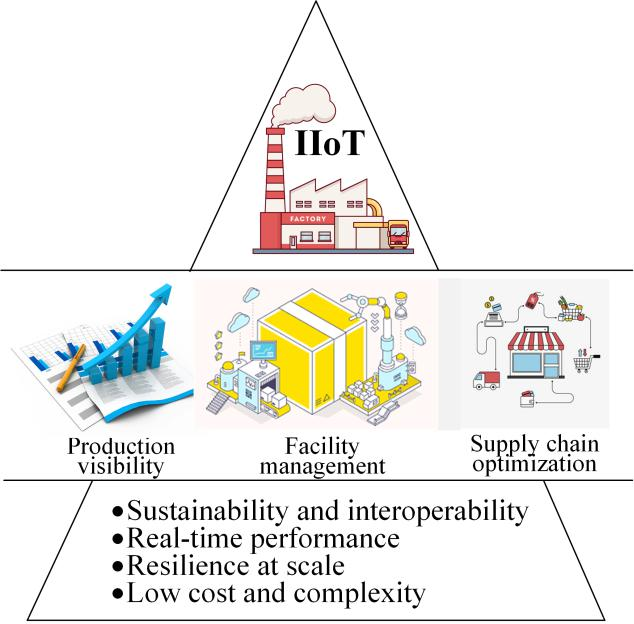 IIoT
FACTORY
Production
visibility
Facility
management
Supply chain
optimization
•Sustainability and interoperability
•Real-time performance
•Resilience at scale
•Low cost and complexity